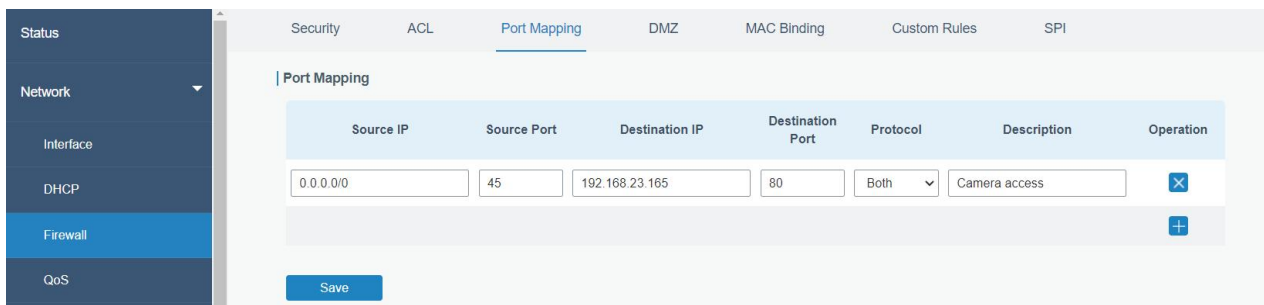 Status
Network
Interface
DHCP
Firewall
QoS
Security ACL Port Mapping DMZ MAC Binding Custom Rules SPI
Port Mapping
Source IP Source Port Destination IP Destination Port Protocol Description Operation
0.0.0.0/0 45 192.168.23.165 80 Both Camera access
Save